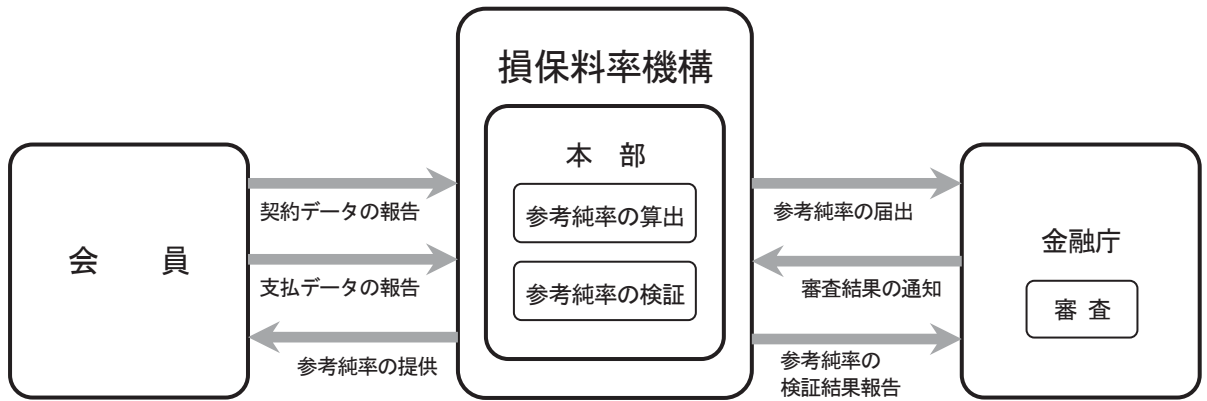 損保料率機構
本　部
参考純率の算出
参考純率の検証
会　　員
契約データの報告
支払データの報告
参考純率の提供
参考純率の届出
審査結果の通知
参考純率の
検証結果報告
金融庁
審 査